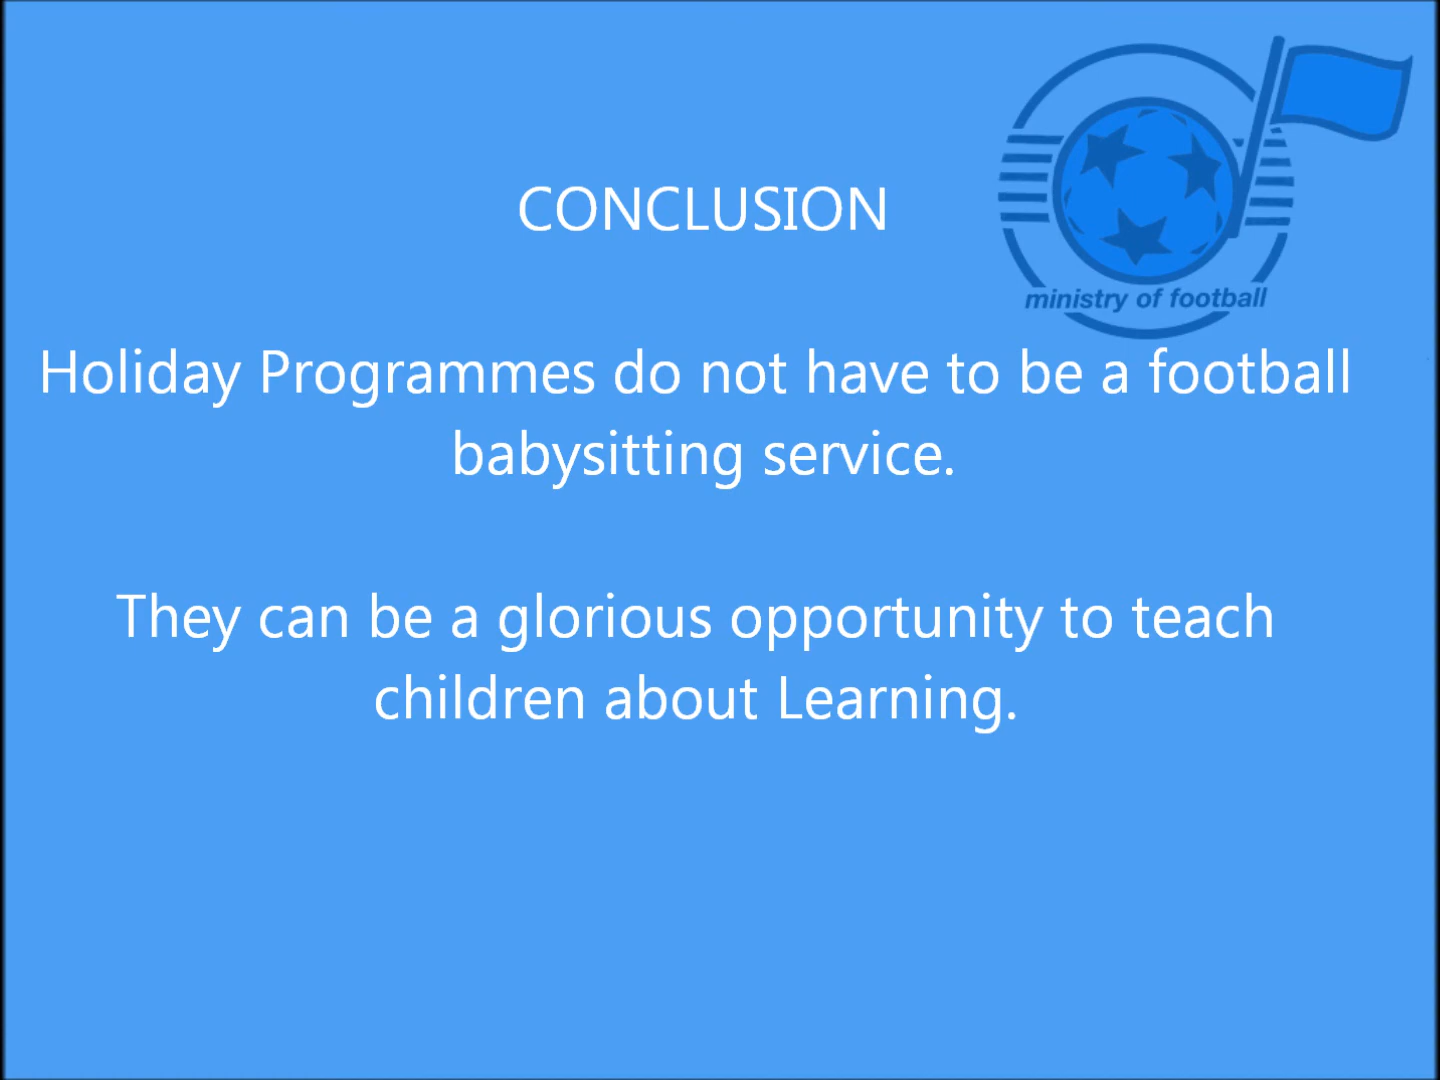 CONCLUSION
ministry of football
Holiday Programmes do not have to be a football
babysitting service.
They can be a glorious opportunity to teach
children about Learning.